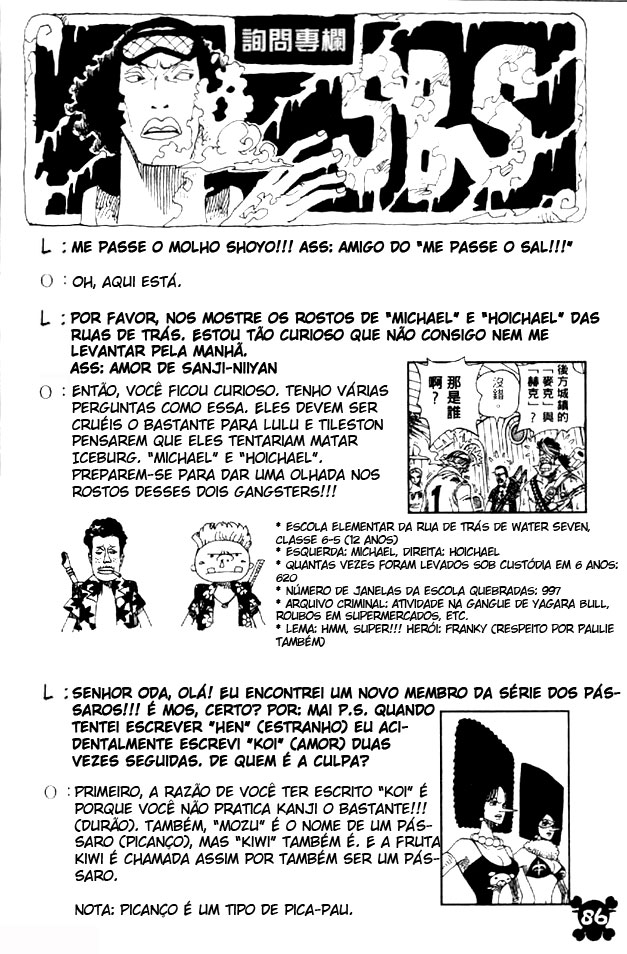 詢問專欄
SBS
L : ME PASSE O MOLHO SHOYO!!! ASS: AMIGO DO "ME PASSE O SAL!!!"
O : OH, AQUI ESTÁ.
L : POR FAVOR, NOS MOSTRE OS ROSTOS DE "MICHAEL" E "HOICHAEL" DAS
RUAS DE TRÁS. ESTOU TÃO CURIOSO QUE NÃO CONSIGO NEM ME
LEVANTAR PELA MANHÃ.
ASS: AMOR DE SANJI-NIIYAN
O : ENTÃO, VOCÊ FICOU CURIOSO. TENHO VÁRIAS
PERGUNTAS COMO ESSA. ELES DEVEM SER
CRUÉIS O BASTANTE PARA LULU E TILESTON
PENSAREM QUE ELES TENTARIAM MATAR
ICEBURG. "MICHAEL" E "HOICHAEL".
PREPAREM-SE PARA DAR UMA OLHADA NOS
ROSTOS DESSES DOIS GANGSTERS!!!
後方城鎮的
「麥克」與
「赫克」?
沒錯。
那是誰
啊?
* ESCOLA ELEMENTAR DA RUA DE TRÁS DE WATER SEVEN,
CLASSE 6-5 (12 ANOS)
* ESQUERDA: MICHAEL, DIREITA: HOICHAEL
* QUANTAS VEZES FORAM LEVADOS SOB CUSTÓDIA EM 6 ANOS:
620
* NÚMERO DE JANELAS DA ESCOLA QUEBRADAS: 997
* ARQUIVO CRIMINAL: ATIVIDADE NA GANGUE DE YAGARA BULL,
ROUBOS EM SUPERMERCADOS, ETC.
* LEMA: HMM, SUPER!!! HERÓI: FRANKY (RESPEITO POR PAULIE
TAMBÉM)
L : SENHOR ODA, OLÁ! EU ENCONTREI UM NOVO MEMBRO DA SÉRIE DOS PÁS-
SAROS!!! É MOS, CERTO? POR: MAI P.S. QUANDO
TENTEI ESCREVER "HEN" (ESTRANHO) EU ACI-
DENTALMENTE ESCREVI "KOI" (AMOR) DUAS
VEZES SEGUIDAS. DE QUEM É A CULPA?
O : PRIMEIRO, A RAZÃO DE VOCÊ TER ESCRITO "KOI" É
PORQUE VOCÊ NÃO PRATICA KANJI O BASTANTE!!!
(DURÃO). TAMBÉM, "MOZU" É O NOME DE UM PÁS-
SARO (PICANÇO), MAS "KIWI" TAMBÉM É. E A FRUTA
KIWI É CHAMADA ASSIM POR TAMBÉM SER UM PÁS-
SARO.
NOTA: PICANÇO É UM TIPO DE PICA-PAU.
86